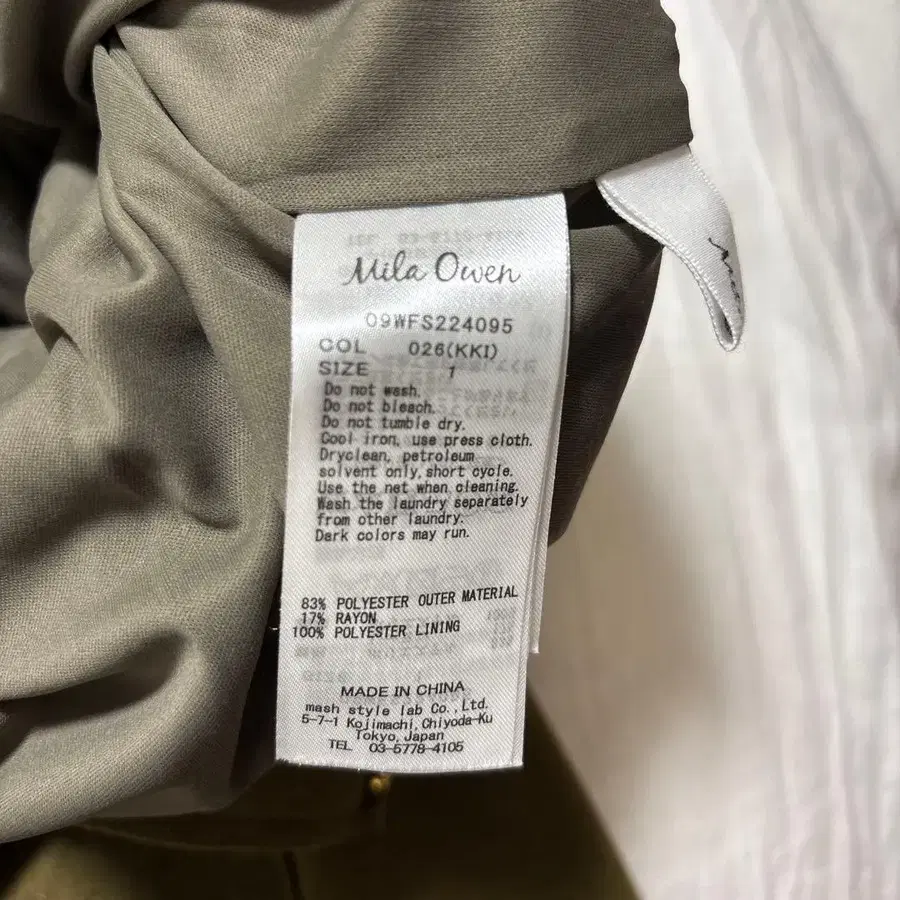 Mila Owen
09WFS224095
COL 026(KKI)
SIZE 1
Do not wash.
Do not bleach.
Do not tumble dry.
Cool iron, use press cloth.
Dryclean, petroleum
solvent only, short cycle.
Use the net when cleaning.
Wash the laundry separately
from other laundry.
Dark colors may run.
83% POLYESTER OUTER MATERIAL
17% RAYON
100% POLYESTER LINING
MADE IN CHINA
mash style lab Co., Ltd.
5-7-1 Kojimachi, Chiyoda-Ku
Tokyo, Japan
TEL 03-5778-4105